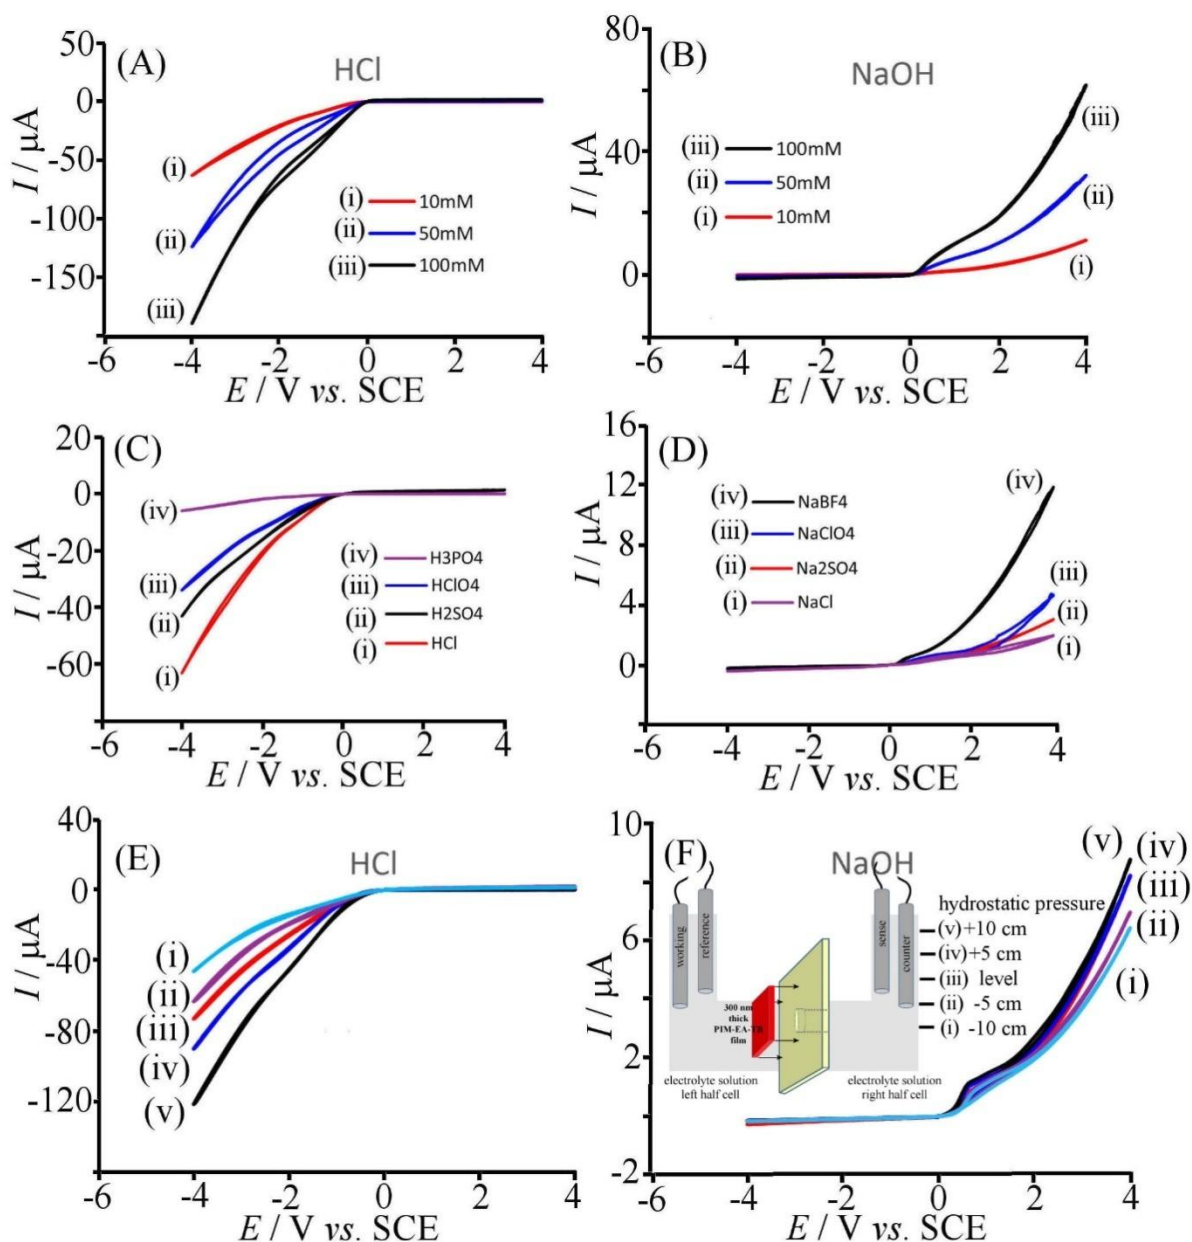 (A)
HCl
50
0
-50
-100
-150
I / µA
(i)
(ii)
(iii)
(i) 10mM
(ii) 50mM
(iii) 100mM
-6 -4 -2 0 2 4
E / V vs. SCE
(B)
NaOH
80
40
0
I / µA
(iii) 100mM
(ii) 50mM
(i) 10mM
(iii)
(ii)
(i)
-6 -4 -2 0 2 4
E / V vs. SCE
(C)
20
0
-20
-40
-60
I / µA
(iv)
(iii)
(ii)
(i)
(iv) H3PO4
(iii) HClO4
(ii) H2SO4
(i) HCl
-6 -4 -2 0 2 4
E / V vs. SCE
(D)
16
12
8
4
0
I / µA
(iv) NaBF4
(iii) NaClO4
(ii) Na2SO4
(i) NaCl
(iv)
(iii)
(ii)
(i)
-6 -4 -2 0 2 4
E / V vs. SCE
(E)
HCl
40
0
-40
-80
-120
I / µA
(i)
(ii)
(iii)
(iv)
(v)
-6 -4 -2 0 2 4
E / V vs. SCE
(F)
NaOH
10
6
2
-2
I / µA
(v)
(iv)
(iii)
(ii)
(i)
hydrostatic pressure
(v) +10 cm
(iv) +5 cm
(iii) level
(ii) -5 cm
(i) -10 cm
working
reference
sense
counter
300 nm
thick
PIM-EA-TB
film
electrolyte solution
left half cell
electrolyte solution
right half cell
-6 -4 -2 0 2 4
E / V vs. SCE